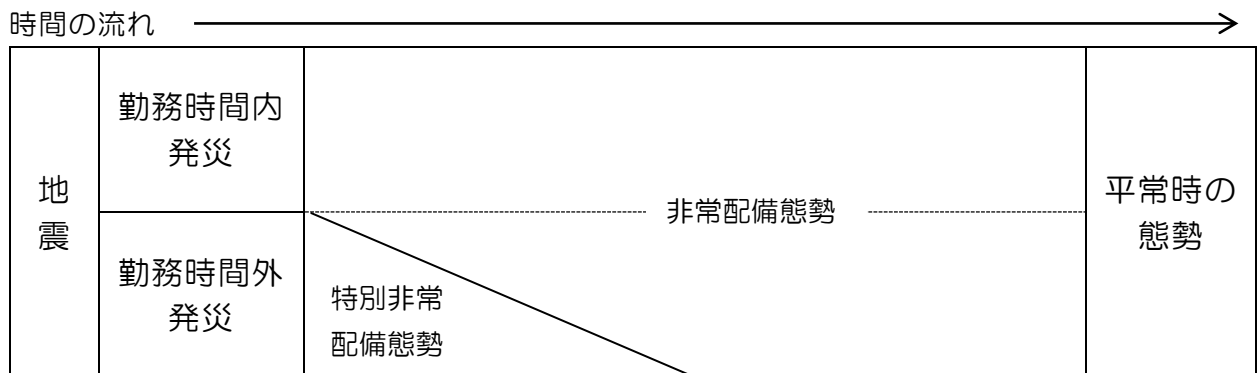 時間の流れ
地
震
勤務時間内
発災
勤務時間外
発災
特別非常
配備態勢
非常配備態勢
平常時の
態勢